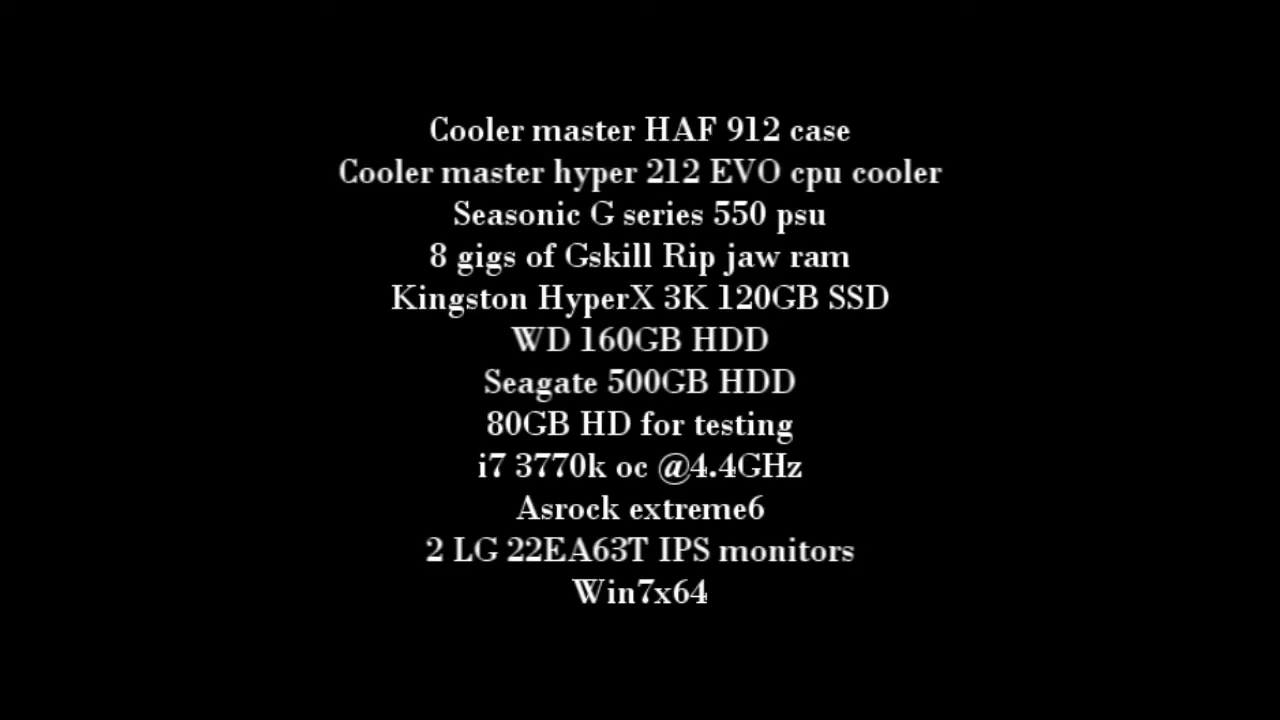 Cooler master HAF 912 case
Cooler master hyper 212 EVO cpu cooler
Seasonic G series 550 psu
8 gigs of Gskill Rip jaw ram
Kingston HyperX 3K 120GB SSD
WD 160GB HDD
Seagate 500GB HDD
80GB HD for testing
i7 3770k oc @4.4GHz
Asrock extreme6
2 LG 22EA63T IPS monitors
Win7x64